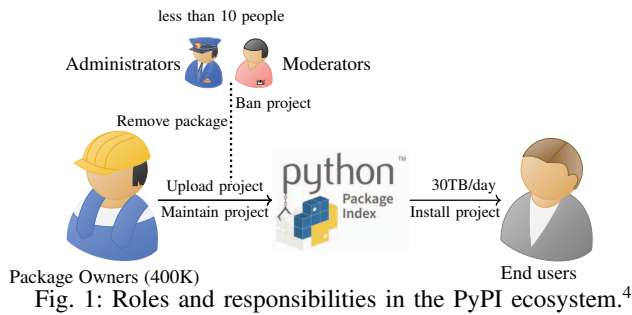 less than 10 people
Administrators
Moderators
Ban project
Remove package
Upload project
Maintain project
python™
Package
Index
30TB/day
Install project
Package Owners (400K)
End users
Fig. 1: Roles and responsibilities in the PyPI ecosystem.4